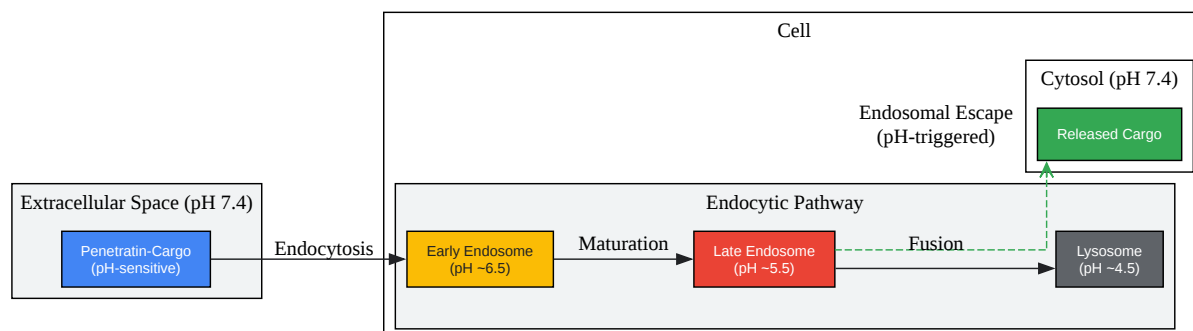 Cell
Cytosol (pH 7.4)
Endosomal Escape
(pH-triggered)
Released Cargo
Extracellular Space (pH 7.4)
Endocytic Pathway
Penetratin-Cargo
(pH-sensitive)
Endocytosis
Early Endosome
(pH ~6.5)
Maturation
Late Endosome
(pH ~5.5)
Fusion
Lysosome
(pH ~4.5)